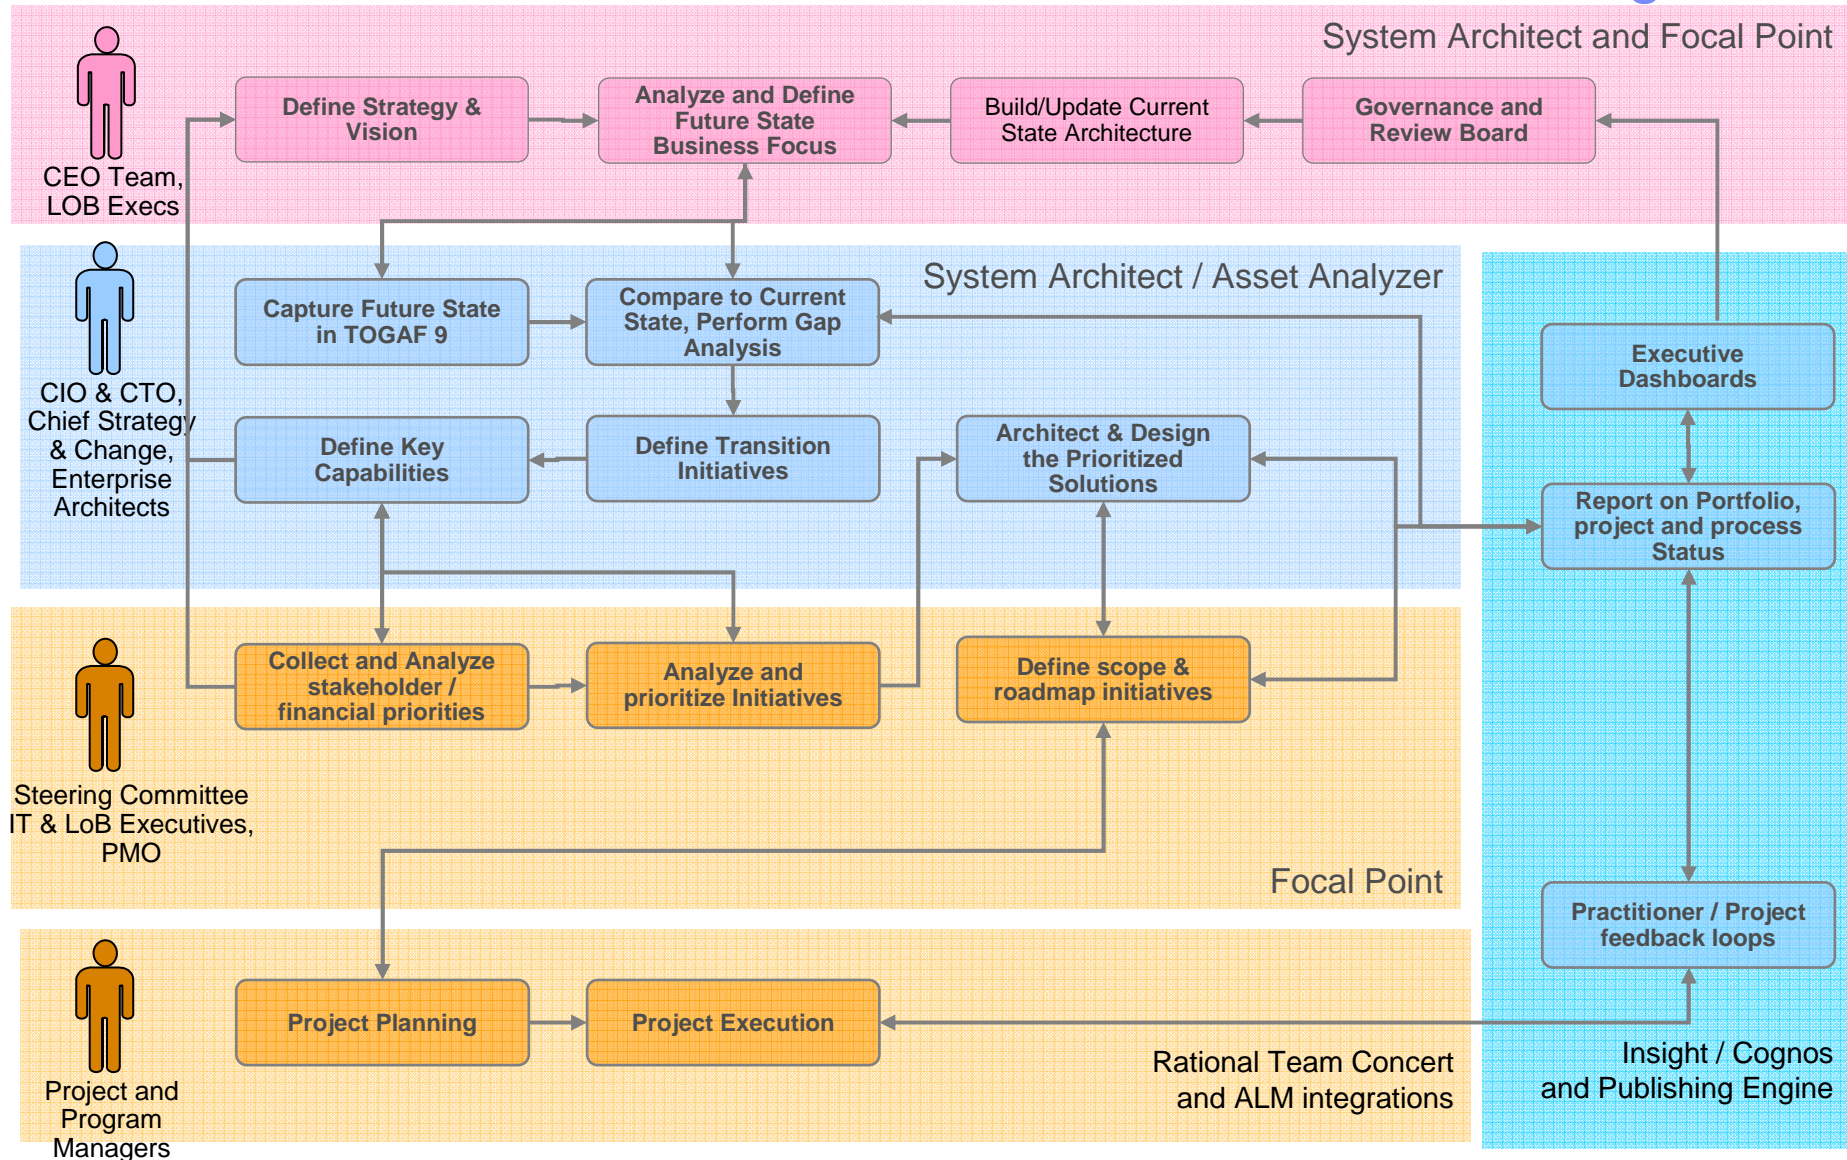 System Architect and Focal Point
CEO Team,
LOB Execs
Define Strategy &
Vision
Analyze and Define
Future State
Business Focus
Build/Update Current
State Architecture
Governance and
Review Board
System Architect / Asset Analyzer
CIO & CTO,
Chief Strategy
& Change,
Enterprise
Architects
Capture Future State
in TOGAF 9
Compare to Current
State, Perform Gap
Analysis
Define Key
Capabilities
Define Transition
Initiatives
Architect & Design
the Prioritized
Solutions
Executive
Dashboards
Report on Portfolio,
project and process
Status
Steering Committee
IT & LoB Executives,
PMO
Collect and Analyze
stakeholder /
financial priorities
Analyze and
prioritize Initiatives
Define scope &
roadmap initiatives
Focal Point
Practitioner / Project
feedback loops
Project and
Program
Managers
Project Planning
Project Execution
Rational Team Concert
and ALM integrations
Insight / Cognos
and Publishing Engine